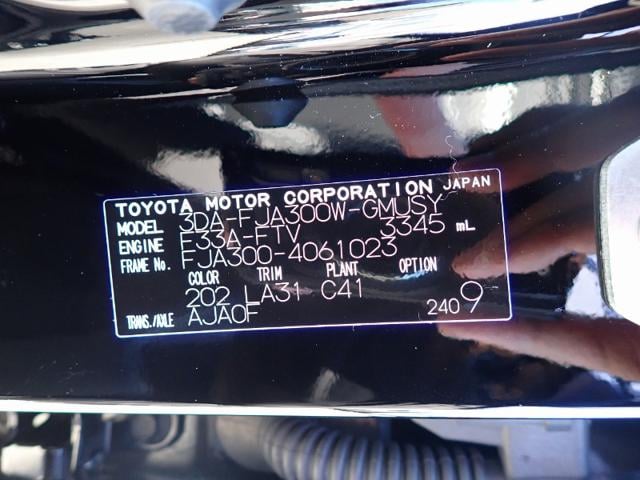 TOYOTA MOTOR CORPORATION JAPAN
MODEL 3DA-FJA300W-GMUSY
ENGINE F33A-FTV 3345 mL
FRAME No. FJA300-4061023
COLOR TRIM PLANT OPTION
202 LA31 C41
TRANS./AXLE AJA0F 2409